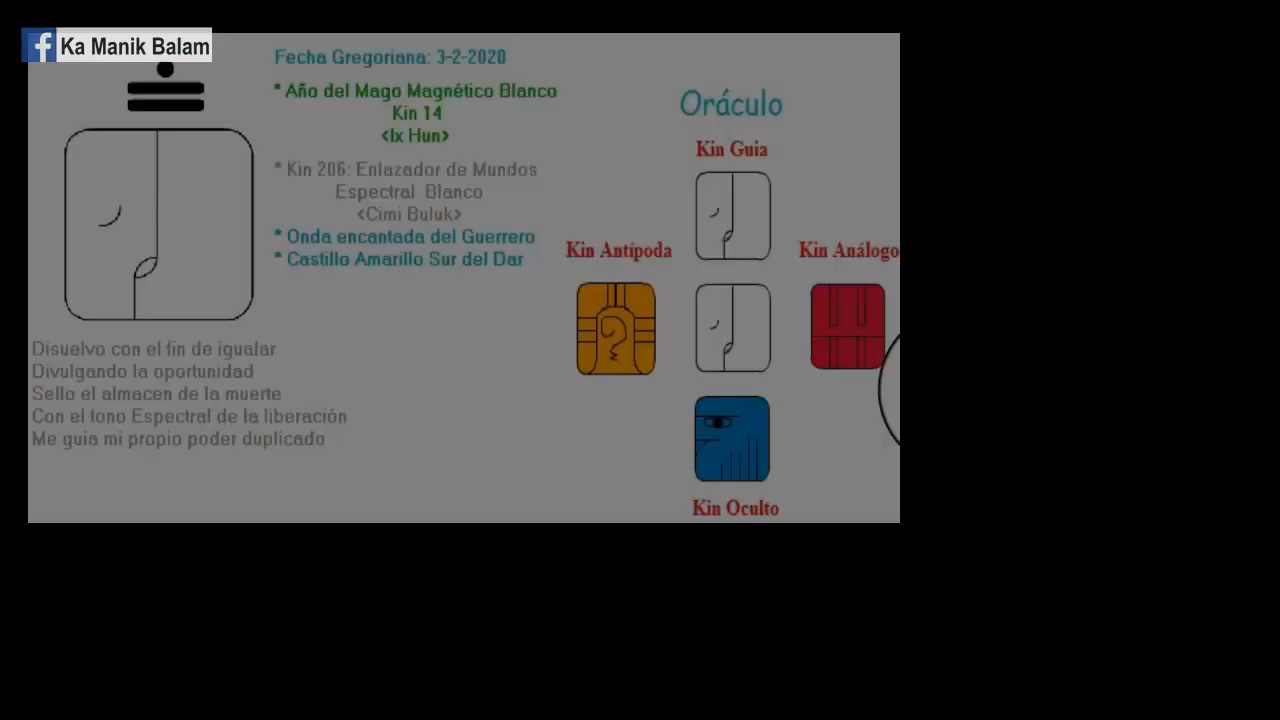 Ka Manik Balam
Fecha Gregoriana: 3-2-2020
* Año del Mago Magnético Blanco
Kin 14
<Ix Hun>
* Kin 206: Enlazador de Mundos
Espectral Blanco
<Cimi Buluk>
* Onda encantada del Guerrero
* Castillo Amarillo Sur del Dar
Disuelvo con el fin de igualar
Divulgando la oportunidad
Sello el almacen de la muerte
Con el tono Espectral de la liberación
Me guia mi propio poder duplicado
Oráculo
Kin Guia
Kin Antípoda
Kin Análogo
Kin Oculto